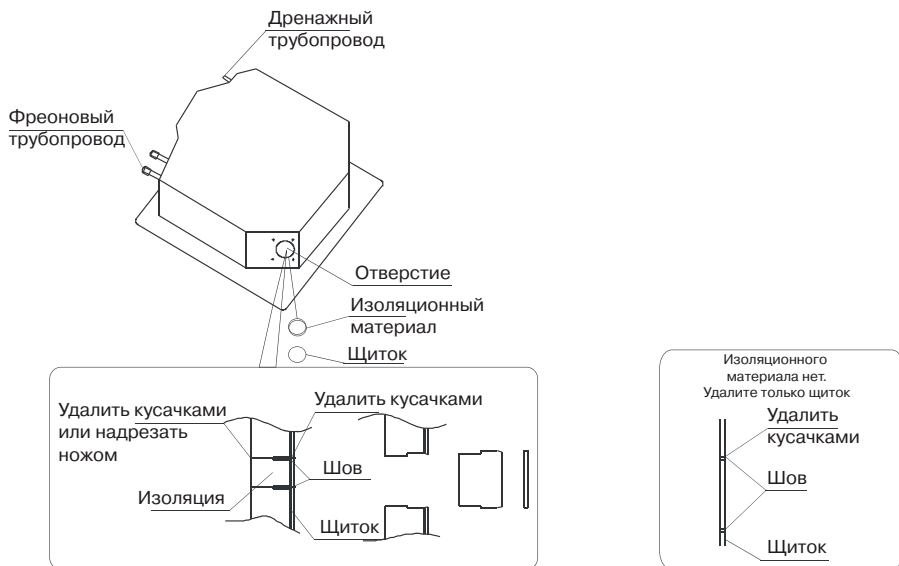 Дренажный
трубопровод
Фреоновый
трубопровод
Отверстие
Изоляционный
материал
Щиток
Удалить кусачками
или надрезать
ножом
Изоляция
Удалить кусачками
Шов
Щиток
Изоляционного
материала нет.
Удалите только щиток
Удалить
кусачками
Шов
Щиток